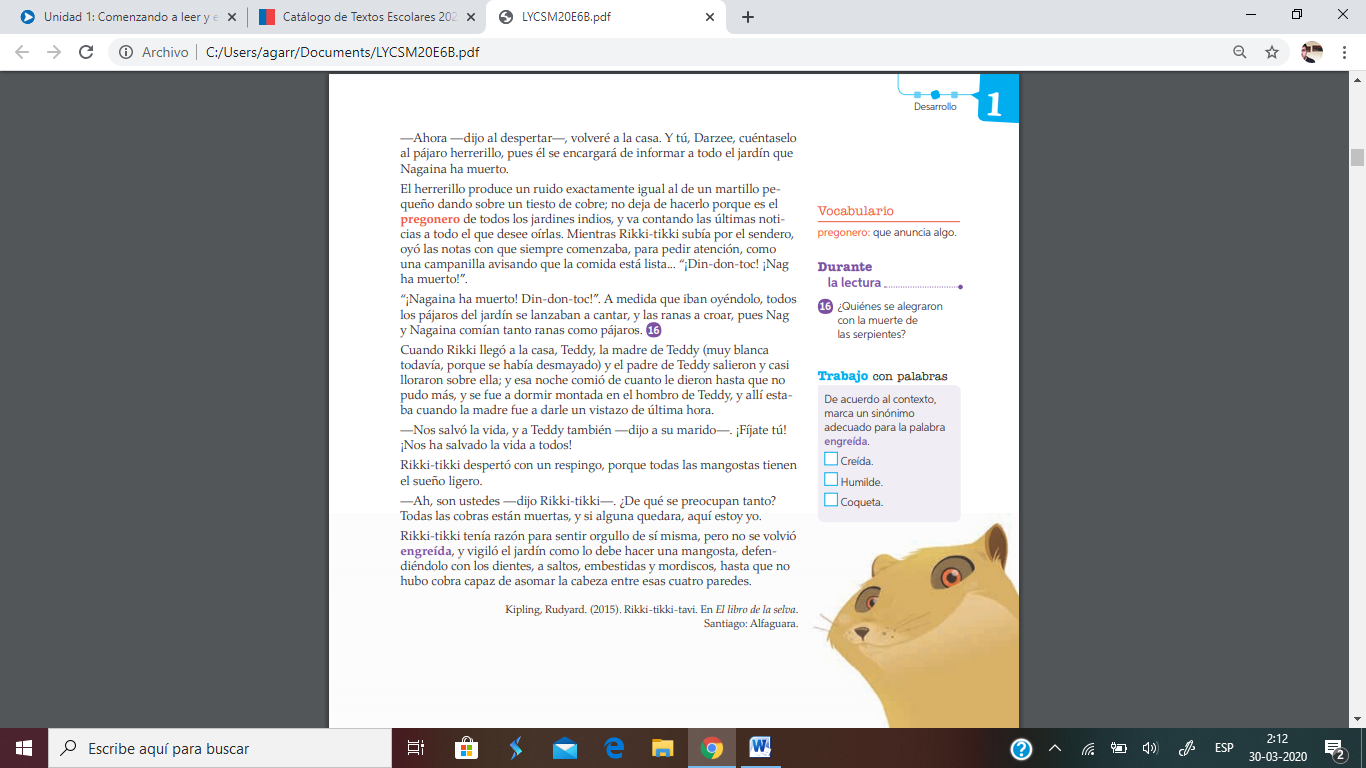 Unidad 1: Comenzando a leer y e
Catálogo de Textos Escolares 202
LYCSM20E6B.pdf
Archivo
C:/Users/agarr/Documents/LYCSM20E6B.pdf
Desarrollo
1
—Ahora —dijo al despertar—, volveré a la casa. Y tú, Darzee, cuéntaselo
al pájaro herrerillo, pues él se encargará de informar a todo el jardín que
Nagaina ha muerto.
El herrerillo produce un ruido exactamente igual al de un martillo pe-
queño dando sobre un tiesto de cobre; no deja de hacerlo porque es el
pregonero de todos los jardines indios, y va contando las últimas noti-
cias a todo el que desee oírlas. Mientras Rikki-tikki subía por el sendero,
oyó las notas con que siempre comenzaba, para pedir atención, como
una campanilla avisando que la comida está lista... “¡Din-don-toc! ¡Nag
ha muerto!”.
“¡Nagaina ha muerto! Din-don-toc!”. A medida que iban oyéndolo, todos
los pájaros del jardín se lanzaban a cantar, y las ranas a croar, pues Nag
y Nagaina comían tanto ranas como pájaros. 16
Cuando Rikki llegó a la casa, Teddy, la madre de Teddy (muy blanca
todavía, porque se había desmayado) y el padre de Teddy salieron y casi
lloraron sobre ella; y esa noche comió de cuanto le dieron hasta que no
pudo más, y se fue a dormir montada en el hombro de Teddy, y allí esta-
ba cuando la madre fue a darle un vistazo de última hora.
—Nos salvó la vida, y a Teddy también —dijo a su marido—. ¡Fíjate tú!
¡Nos ha salvado la vida a todos!
Rikki-tikki despertó con un respingo, porque todas las mangostas tienen
el sueño ligero.
—Ah, son ustedes —dijo Rikki-tikki—. ¿De qué se preocupan tanto?
Todas las cobras están muertas, y si alguna quedara, aquí estoy yo.
Rikki-tikki tenía razón para sentir orgullo de sí misma, pero no se volvió
engreída, y vigiló el jardín como lo debe hacer una mangosta, defen-
diéndolo con los dientes, a saltos, embestidas y mordiscos, hasta que no
hubo cobra capaz de asomar la cabeza entre esas cuatro paredes.
Kipling, Rudyard. (2015). Rikki-tikki-tavi. En El libro de la selva.
Santiago: Alfaguara.
Vocabulario
pregonero: que anuncia algo.
Durante
la lectura
16 ¿Quiénes se alegraron
con la muerte de
las serpientes?
Trabajo con palabras
De acuerdo al contexto,
marca un sinónimo
adecuado para la palabra
engreída.
Creída.
Humilde.
Coqueta.
Escribe aquí para buscar
ESP
2:12
30-03-2020
2